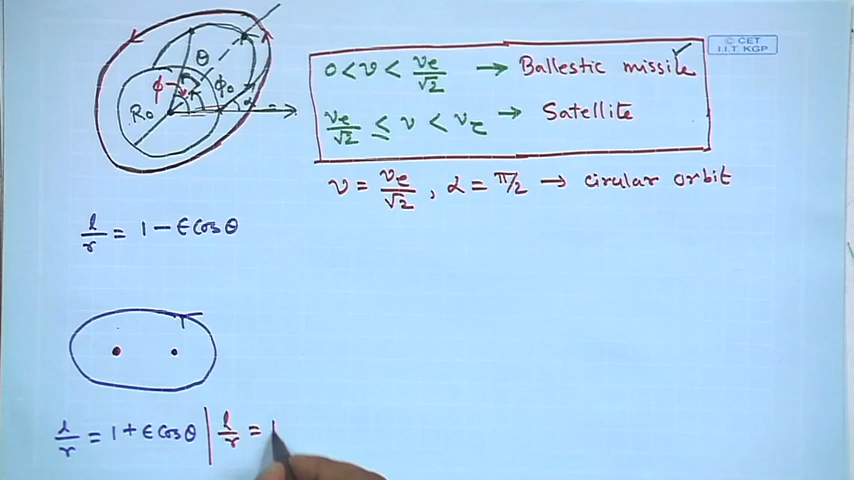 © CET
I.I.T. KGP
θ
ϕ ϕ₀
R₀ α
0 < v < ve/√2 → Ballestic missile ✓
ve/√2 ≤ v < ve → Satellite
v = ve/√2 , α = π/2 → cirular orbit
l/r = 1 - ε cos θ
l/r = 1 + ε cos θ | l/r = 1